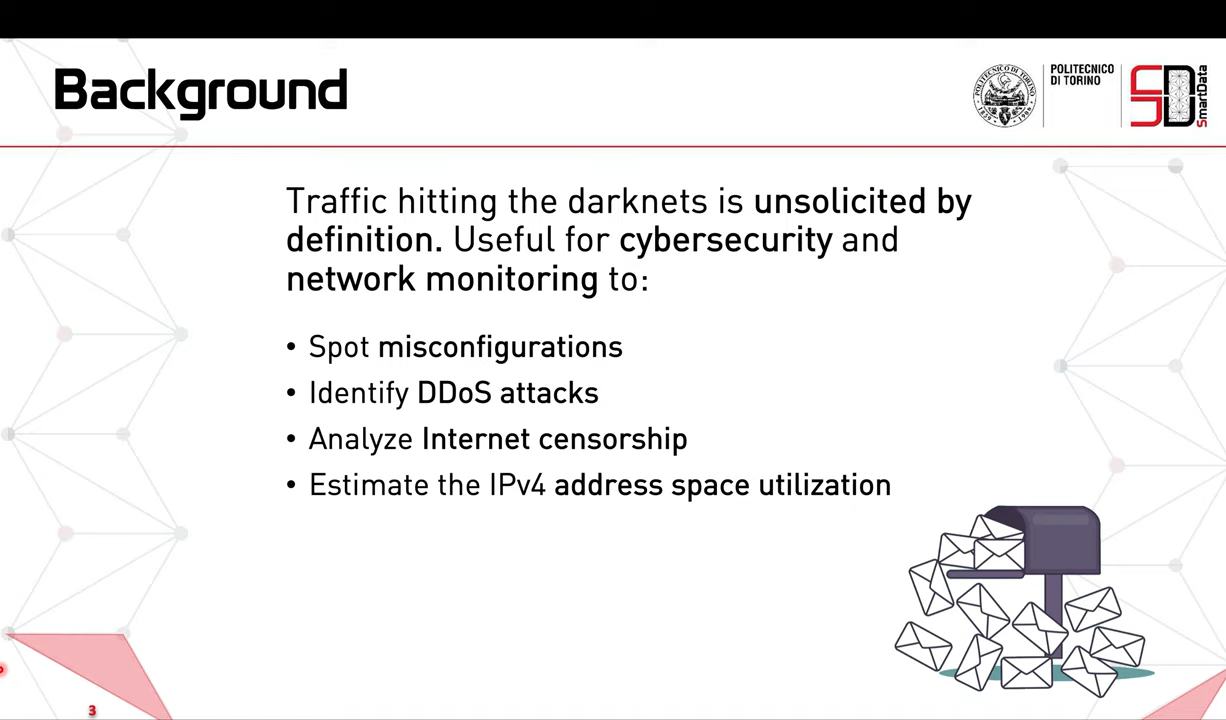 Background
POLITECNICO
DI TORINO
SmartData
Traffic hitting the darknets is unsolicited by
definition. Useful for cybersecurity and
network monitoring to:
• Spot misconfigurations
• Identify DDoS attacks
• Analyze Internet censorship
• Estimate the IPv4 address space utilization
3